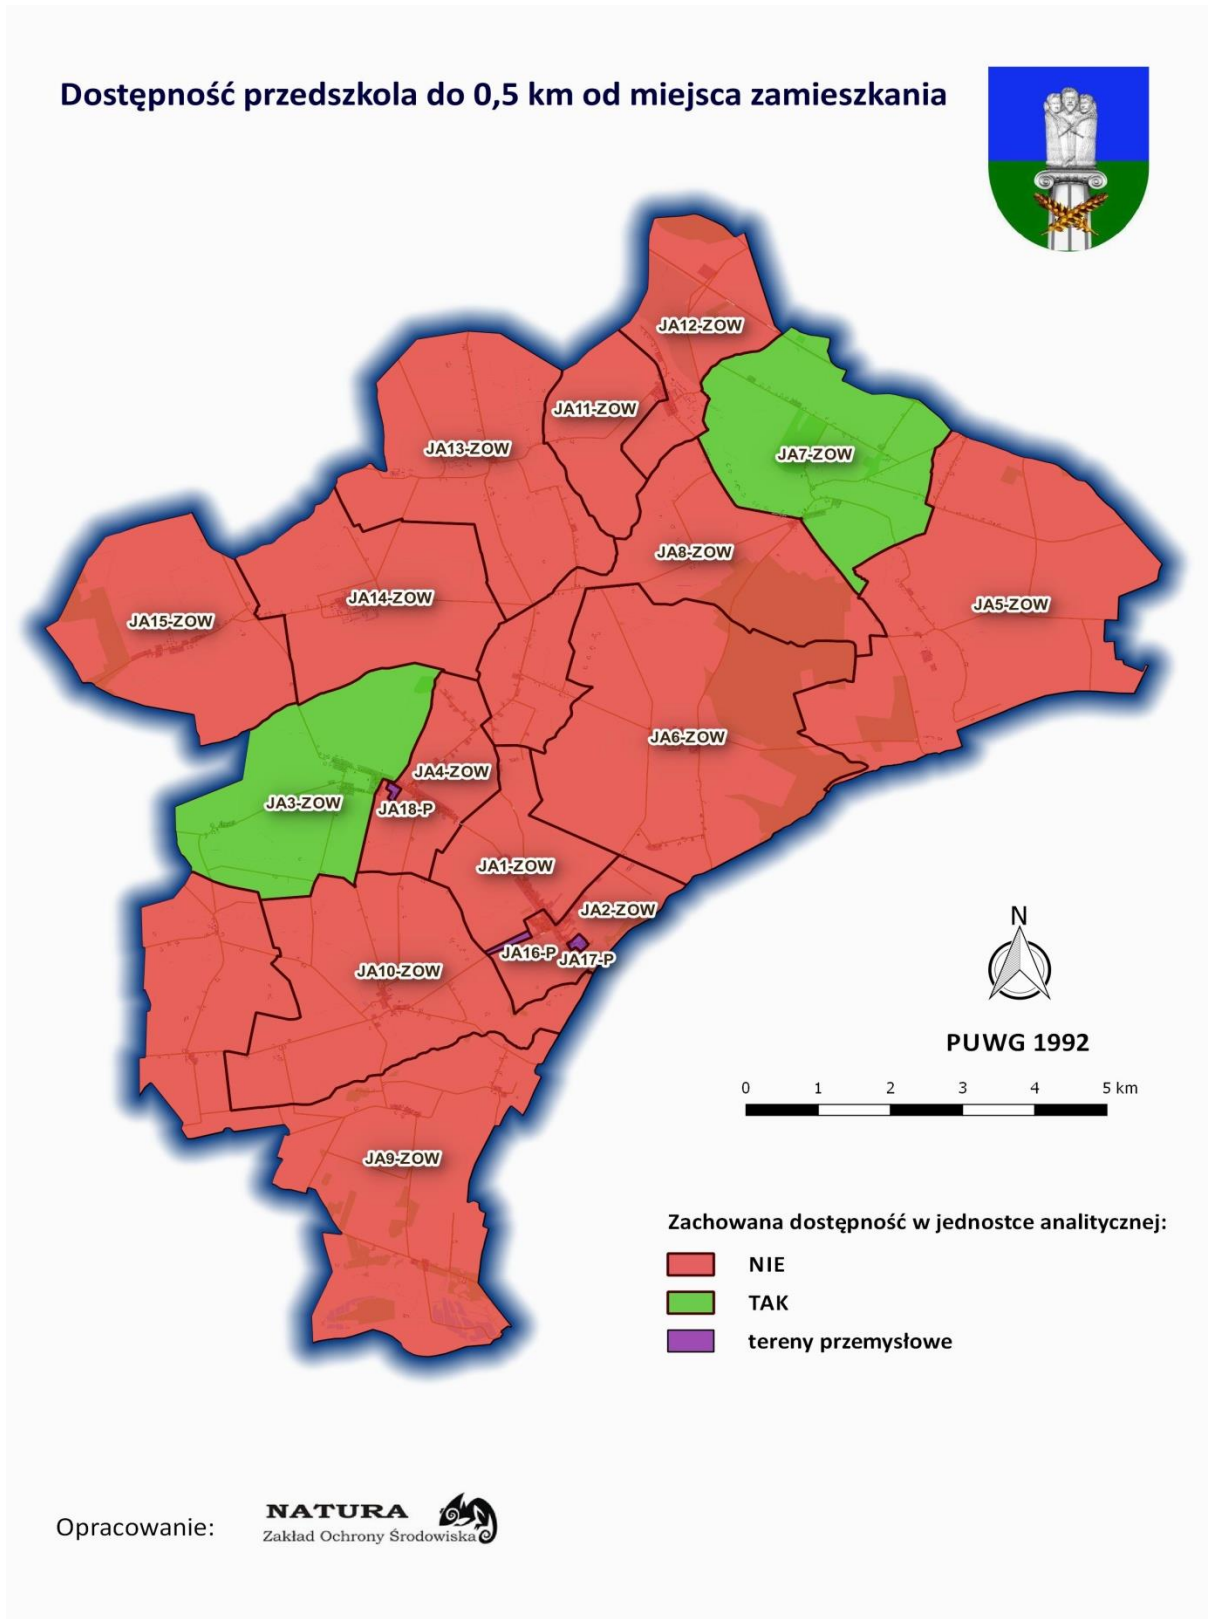 Dostępność przedszkola do 0,5 km od miejsca zamieszkania
JA12-ZOW
JA11-ZOW
JA13-ZOW
JA7-ZOW
JA8-ZOW
JA14-ZOW
JA5-ZOW
JA15-ZOW
JA6-ZOW
JA4-ZOW
JA3-ZOW
JA18-P
JA1-ZOW
JA2-ZOW
JA16-P
JA17-P
JA10-ZOW
JA9-ZOW
N
PUWG 1992
0 1 2 3 4 5 km
Zachowana dostępność w jednostce analitycznej:
NIE
TAK
tereny przemysłowe
Opracowanie:
NATURA
Zakład Ochrony Środowiska